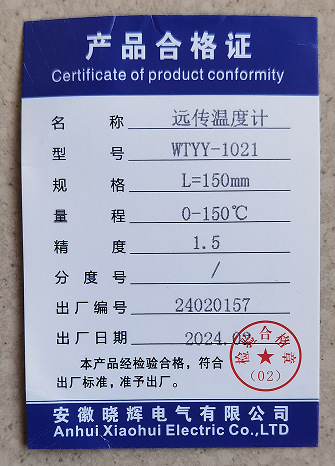 产品合格证
Certificate of product conformity
名 称 远传温度计
型 号 WTYY-1021
规 格 L=150mm
量 程 0-150℃
精 度 1.5
分 度 号 /
出厂编号 24020157
出厂日期 2024.02
检验合格章
(02)
本产品经检验合格，符合
出厂标准，准予出厂。
安徽晓辉电气有限公司
Anhui Xiaohui Electric Co.,LTD